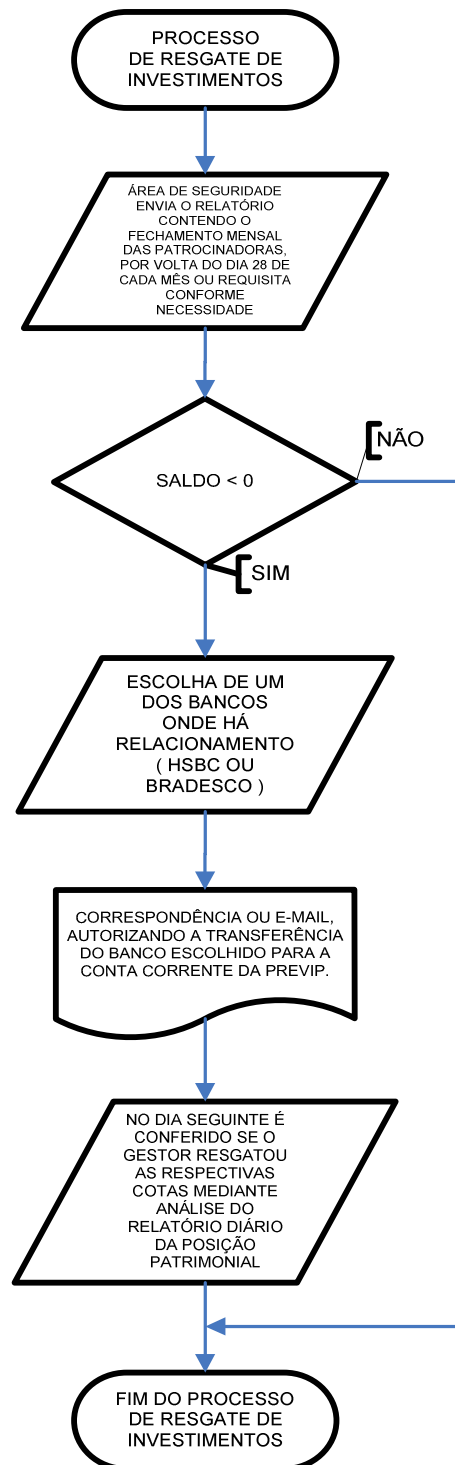 PROCESSO
DE RESGATE DE
INVESTIMENTOS
ÁREA DE SEGURIDADE
ENVIA O RELATÓRIO
CONTENDO O
FECHAMENTO MENSAL
DAS PATROCINADORAS,
POR VOLTA DO DIA 28 DE
CADA MÊS OU REQUISITA
CONFORME
NECESSIDADE
NÃO
SALDO < 0
SIM
ESCOLHA DE UM
DOS BANCOS
ONDE HÁ
RELACIONAMENTO
( HSBC OU
BRADESCO )
CORRESPONDÊNCIA OU E-MAIL,
AUTORIZANDO A TRANSFERÊNCIA
DO BANCO ESCOLHIDO PARA A
CONTA CORRENTE DA PREVIP.
NO DIA SEGUINTE É
CONFERIDO SE O
GESTOR RESGATOU
AS RESPECTIVAS
COTAS MEDIANTE
ANÁLISE DO
RELATÓRIO DIÁRIO
DA POSIÇÃO
PATRIMONIAL
FIM DO PROCESSO
DE RESGATE DE
INVESTIMENTOS